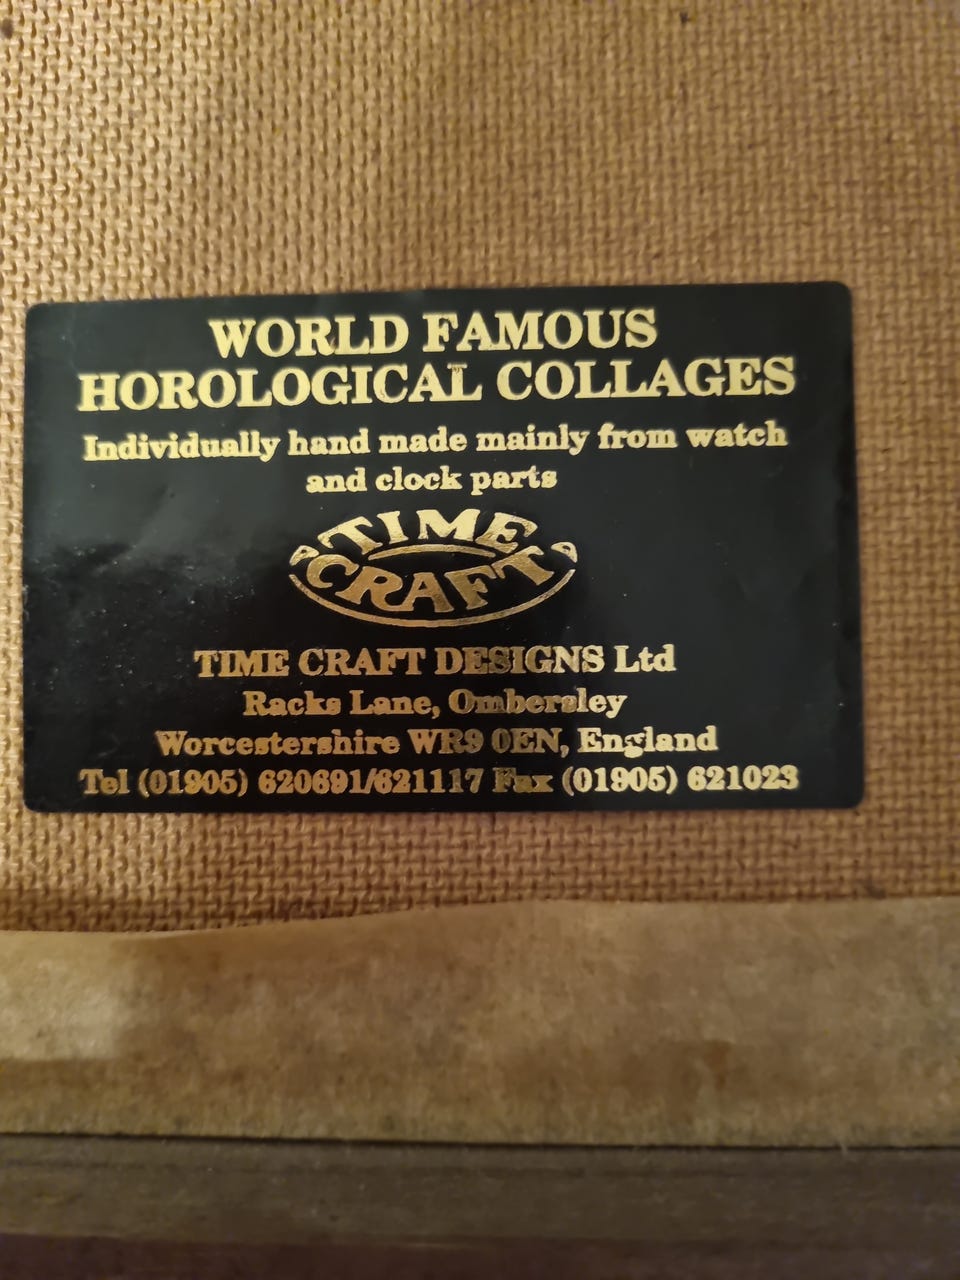 WORLD FAMOUS
HOROLOGICAL COLLAGES
Individually hand made mainly from watch
and clock parts
TIME
CRAFT
TIME CRAFT DESIGNS Ltd
Racks Lane, Ombersley
Worcestershire WR9 0EN, England
Tel (01905) 620691/621117 Fax (01905) 621023